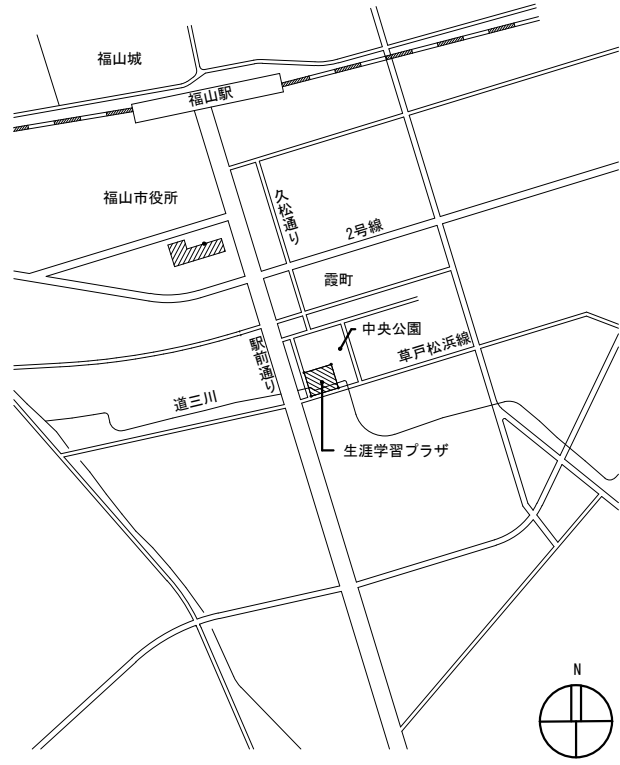 福山城
福山駅
福山市役所
久松通り
2号線
霞町
中央公園
駅前通り
草戸松浜線
道三川
生涯学習プラザ
N